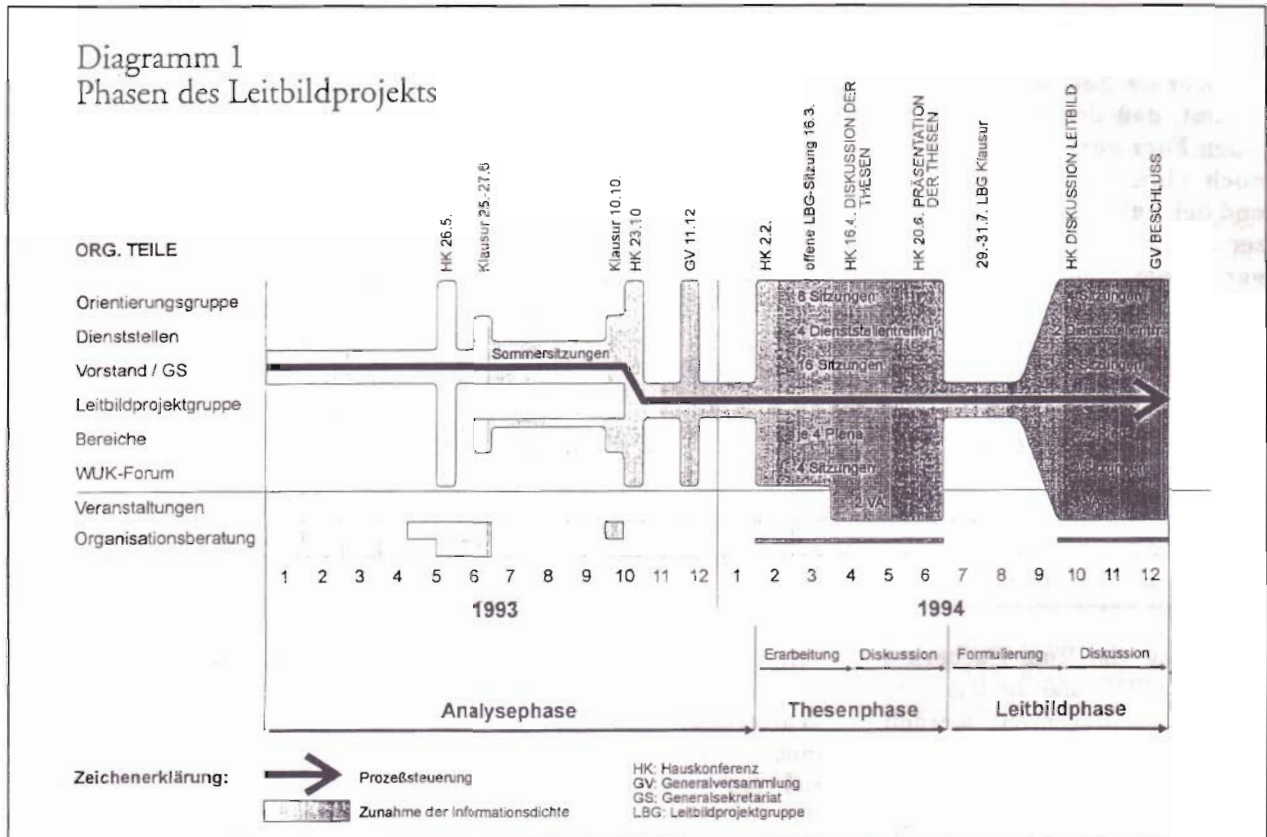 Diagramm 1
Phasen des Leitbildprojekts
ORG. TEILE
HK 26.5.
Klausur 25.-27.6
Klausur 10.10.
HK 23.10
GV 11.12
HK 2.2.
offene LBG-Sitzung 16.3.
HK 16.4. DISKUSSION DER
THESEN
HK 20.6. PRÄSENTATION
DER THESEN
29.-31.7. LBG Klausur
HK DISKUSSION LEITBILD
GV BESCHLUSS
Orientierungsgruppe
8 Sitzungen
Sitzungen
Dienststellen
4 Dienststellentreffen
Dienststellentr.
Sommersitzungen
Vorstand / GS
16 Sitzungen
Sitzungen
Leitbildprojektgruppe
Bereiche
je 4 Plena
WUK-Forum
4 Sitzungen
Sitzungen
Veranstaltungen
VA
Organisationsberatung
1 2 3 4 5 6 7 8 9 10 11 12 1 2 3 4 5 6 7 8 9 10 11 12
1993 1994
Erarbeitung Diskussion Formulierung Diskussion
Analysephase Thesenphase Leitbildphase
Zeichenerklärung:
Prozeßsteuerung
Zunahme der Informationsdichte
HK: Hauskonferenz
GV: Generalversammlung
GS: Generalsekretariat
LBG: Leitbildprojektgruppe